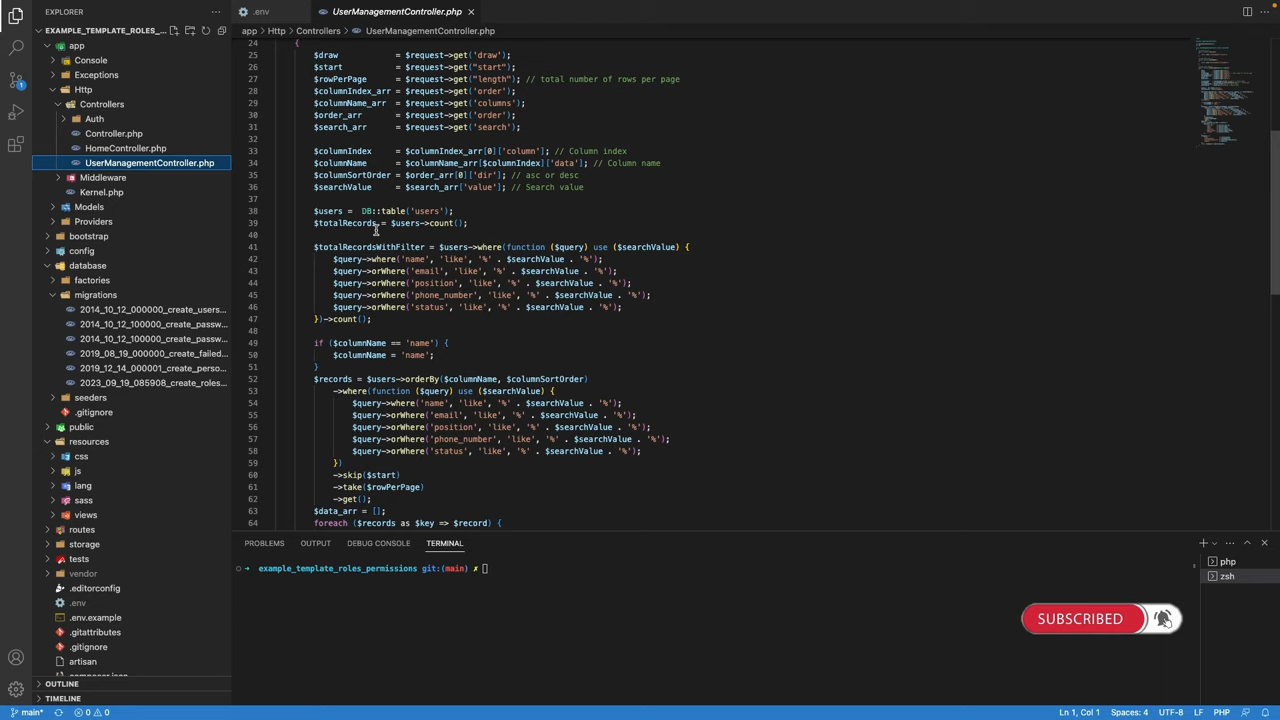 EXPLORER
···
.env
UserManagementController.php
EXAMPLE_TEMPLATE_ROLES_...
app > Http > Controllers > UserManagementController.php
app
Console
Exceptions
Http
Controllers
Auth
Controller.php
HomeController.php
UserManagementController.php
Middleware
Kernel.php
Models
Providers
bootstrap
config
database
factories
migrations
2014_10_12_000000_create_users...
2014_10_12_100000_create_passw...
2014_10_12_100000_create_passw...
2019_08_19_000000_create_failed...
2019_12_14_000001_create_perso...
2023_09_19_085908_create_roles...
seeders
.gitignore
public
resources
css
js
lang
sass
views
routes
storage
tests
vendor
.editorconfig
.env
.env.example
.gitattributes
.gitignore
artisan
composer.json
OUTLINE
TIMELINE
24 {
25 $draw = $request->get('draw');
26 $start = $request->get("start");
27 $rowPerPage = $request->get("length"); // total number of rows per page
28 $columnIndex_arr = $request->get('order');
29 $columnName_arr = $request->get('columns');
30 $order_arr = $request->get('order');
31 $search_arr = $request->get('search');
32
33 $columnIndex = $columnIndex_arr[0]['column']; // Column index
34 $columnName = $columnName_arr[$columnIndex]['data']; // Column name
35 $columnSortOrder = $order_arr[0]['dir']; // asc or desc
36 $searchValue = $search_arr['value']; // Search value
37
38 $users = DB::table('users');
39 $totalRecords = $users->count();
40
41 $totalRecordsWithFilter = $users->where(function ($query) use ($searchValue) {
42 $query->where('name', 'like', '%' . $searchValue . '%');
43 $query->orWhere('email', 'like', '%' . $searchValue . '%');
44 $query->orWhere('position', 'like', '%' . $searchValue . '%');
45 $query->orWhere('phone_number', 'like', '%' . $searchValue . '%');
46 $query->orWhere('status', 'like', '%' . $searchValue . '%');
47 })->count();
48
49 if ($columnName == 'name') {
50 $columnName = 'name';
51 }
52 $records = $users->orderBy($columnName, $columnSortOrder)
53 ->where(function ($query) use ($searchValue) {
54 $query->where('name', 'like', '%' . $searchValue . '%');
55 $query->orWhere('email', 'like', '%' . $searchValue . '%');
56 $query->orWhere('position', 'like', '%' . $searchValue . '%');
57 $query->orWhere('phone_number', 'like', '%' . $searchValue . '%');
58 $query->orWhere('status', 'like', '%' . $searchValue . '%');
59 })
60 ->skip($start)
61 ->take($rowPerPage)
62 ->get();
63 $data_arr = [];
64 foreach ($records as $key => $record) {
PROBLEMS OUTPUT DEBUG CONSOLE TERMINAL
example_template_roles_permissions git:(main) ✗
php
zsh
SUBSCRIBED
1
main* 0 0
Ln 1, Col 1 Spaces: 4 UTF-8 LF PHP